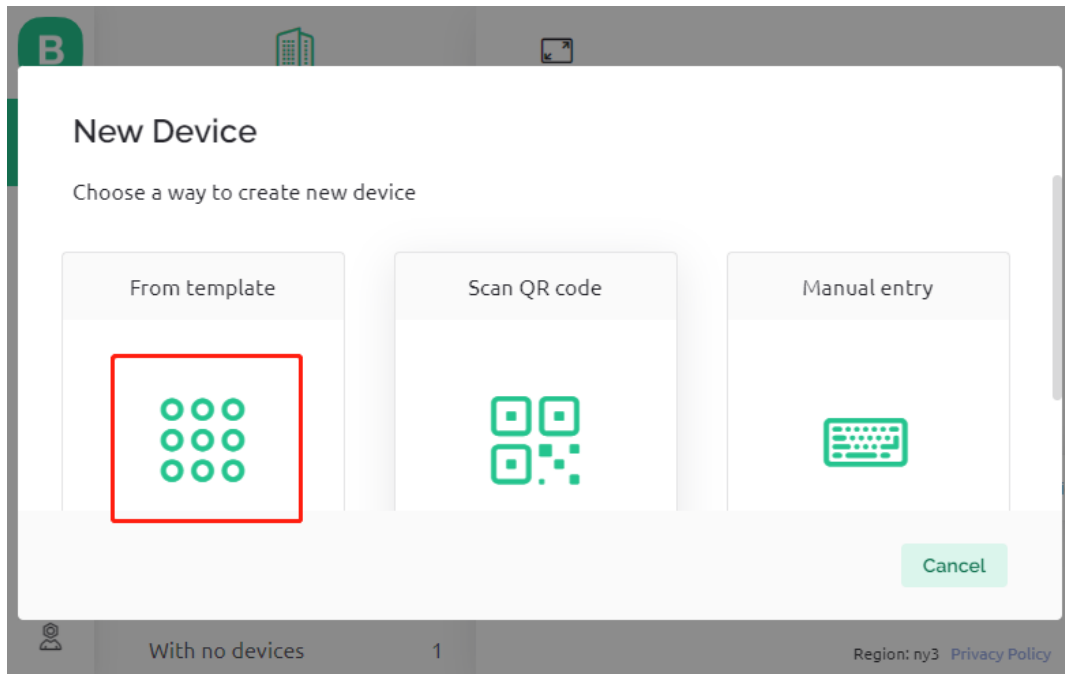 B
New Device
Choose a way to create new device
From template
Scan QR code
Manual entry
Cancel
With no devices 1
Region: ny3 Privacy Policy